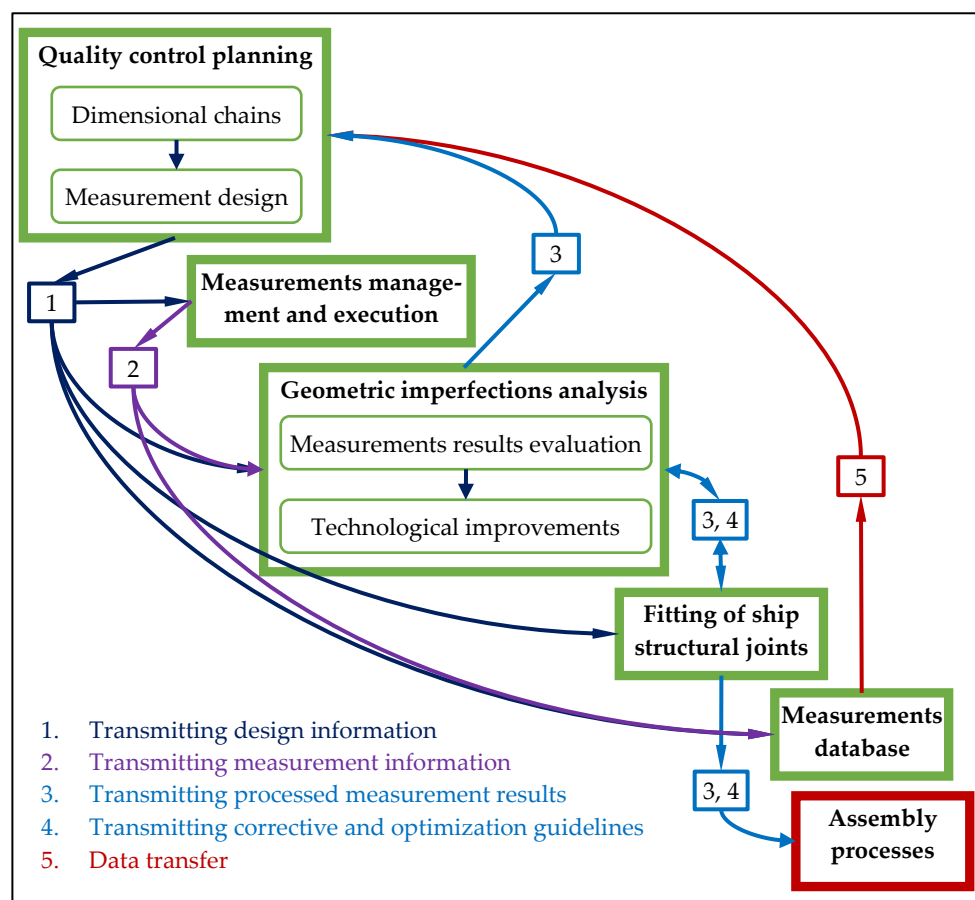 Quality control planning
Dimensional chains
Measurement design
3
1
Measurements manage-
ment and execution
2
Geometric imperfections analysis
Measurements results evaluation
Technological improvements
5
3, 4
Fitting of ship
structural joints
Measurements
database
3, 4
Assembly
processes
1. Transmitting design information
2. Transmitting measurement information
3. Transmitting processed measurement results
4. Transmitting corrective and optimization guidelines
5. Data transfer